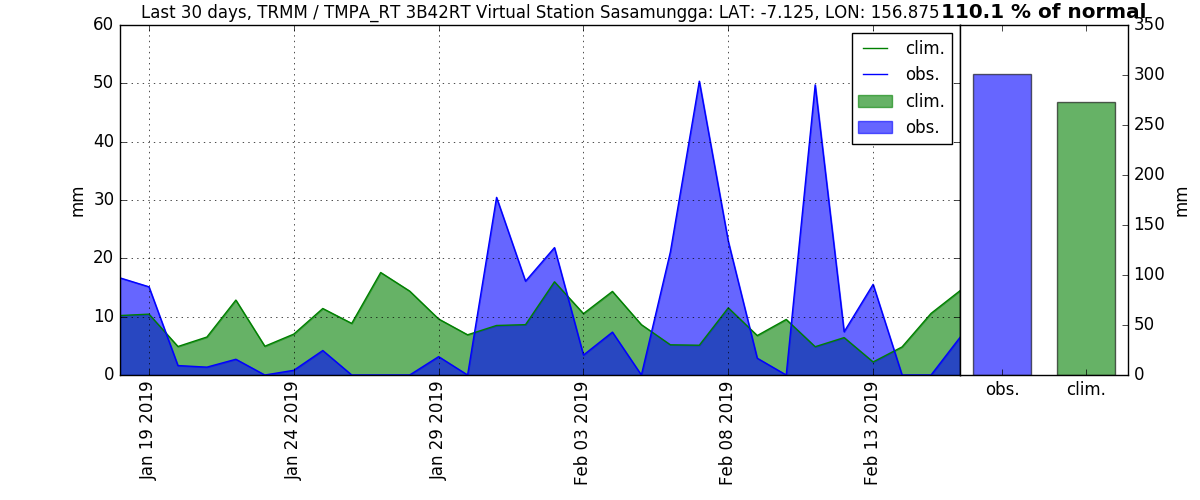 Last 30 days, TRMM / TMPA_RT 3B42RT Virtual Station Sasamungga: LAT: -7.125, LON: 156.875
110.1 % of normal
60
50
40
30
20
10
0
mm
clim.
obs.
clim.
obs.
Jan 19 2019
Jan 24 2019
Jan 29 2019
Feb 03 2019
Feb 08 2019
Feb 13 2019
350
300
250
200
150
100
50
0
mm
obs.
clim.